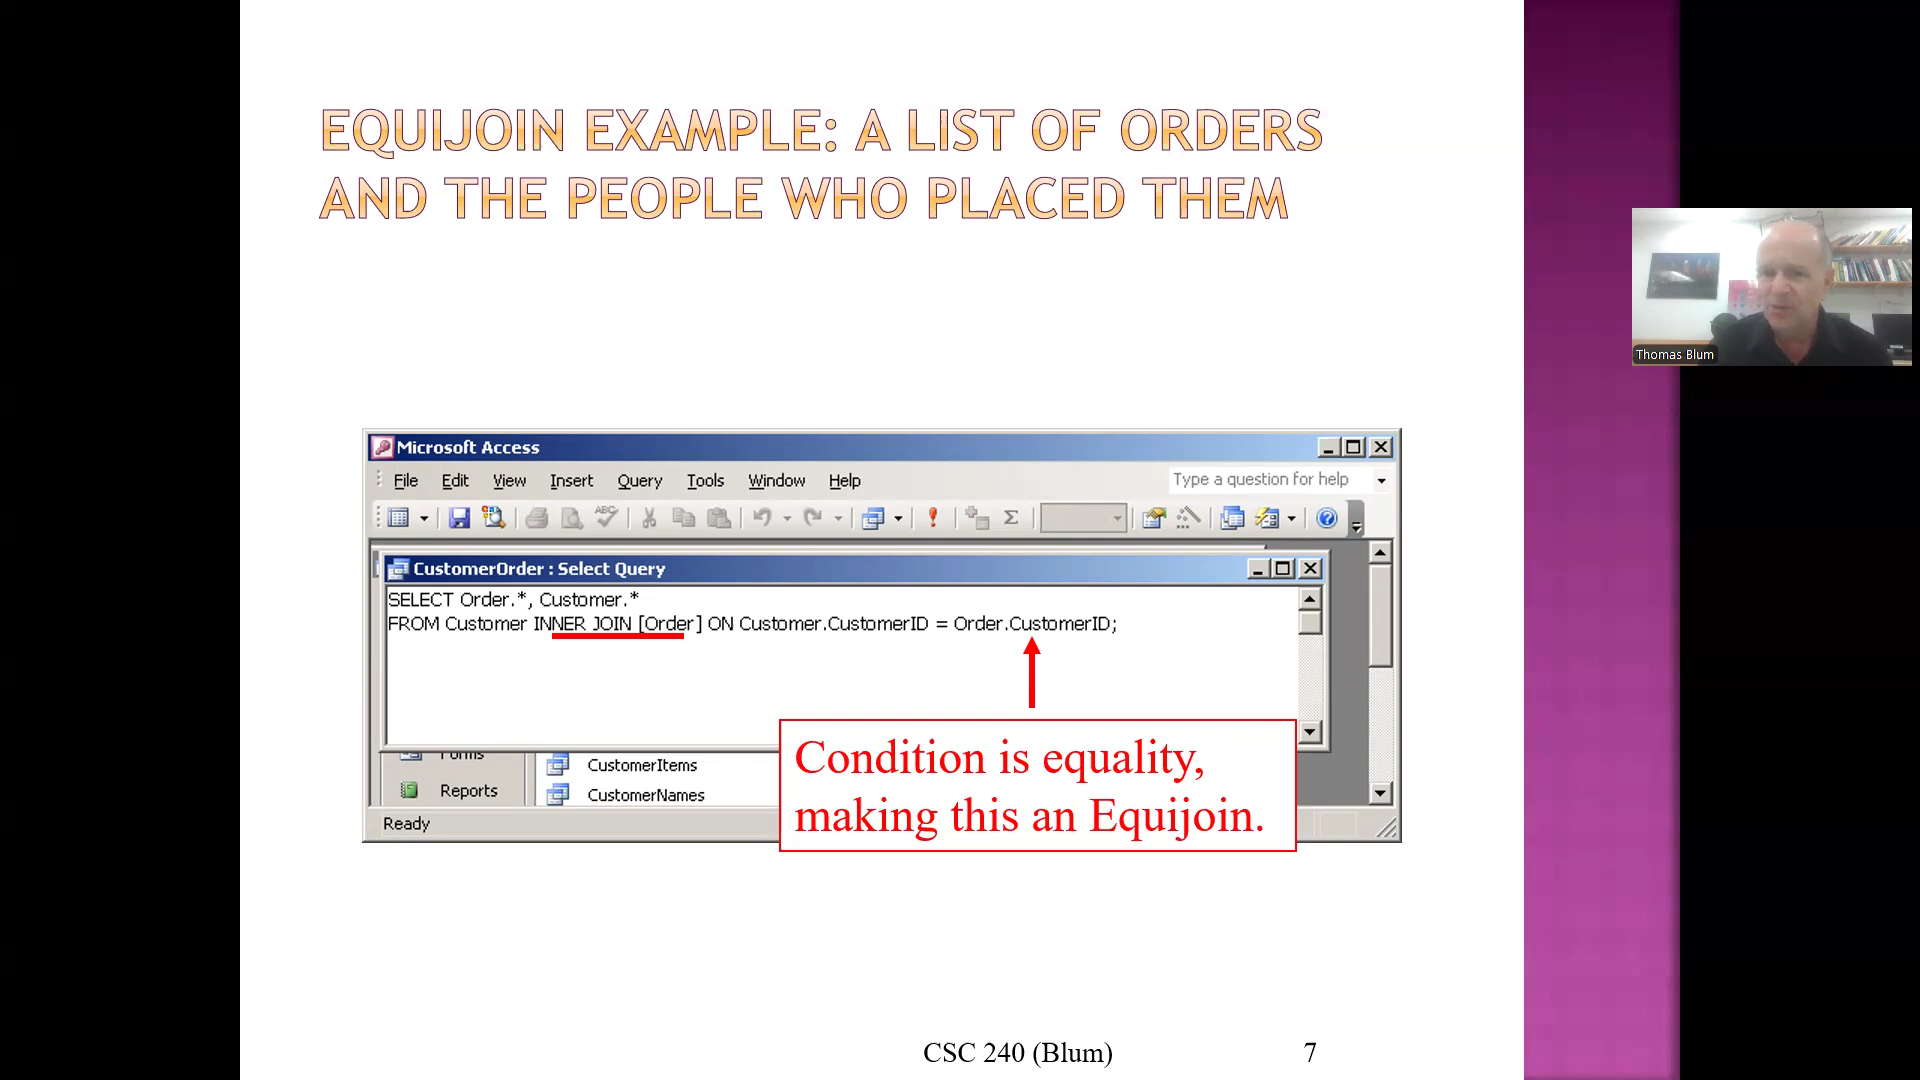 EQUIJOIN EXAMPLE: A LIST OF ORDERS
AND THE PEOPLE WHO PLACED THEM
Thomas Blum
Microsoft Access
File Edit View Insert Query Tools Window Help
Type a question for help
CustomerOrder : Select Query
SELECT Order.*, Customer.*
FROM Customer INNER JOIN [Order] ON Customer.CustomerID = Order.CustomerID;
Condition is equality,
making this an Equijoin.
Forms
CustomerItems
Reports
CustomerNames
Ready
CSC 240 (Blum)
7